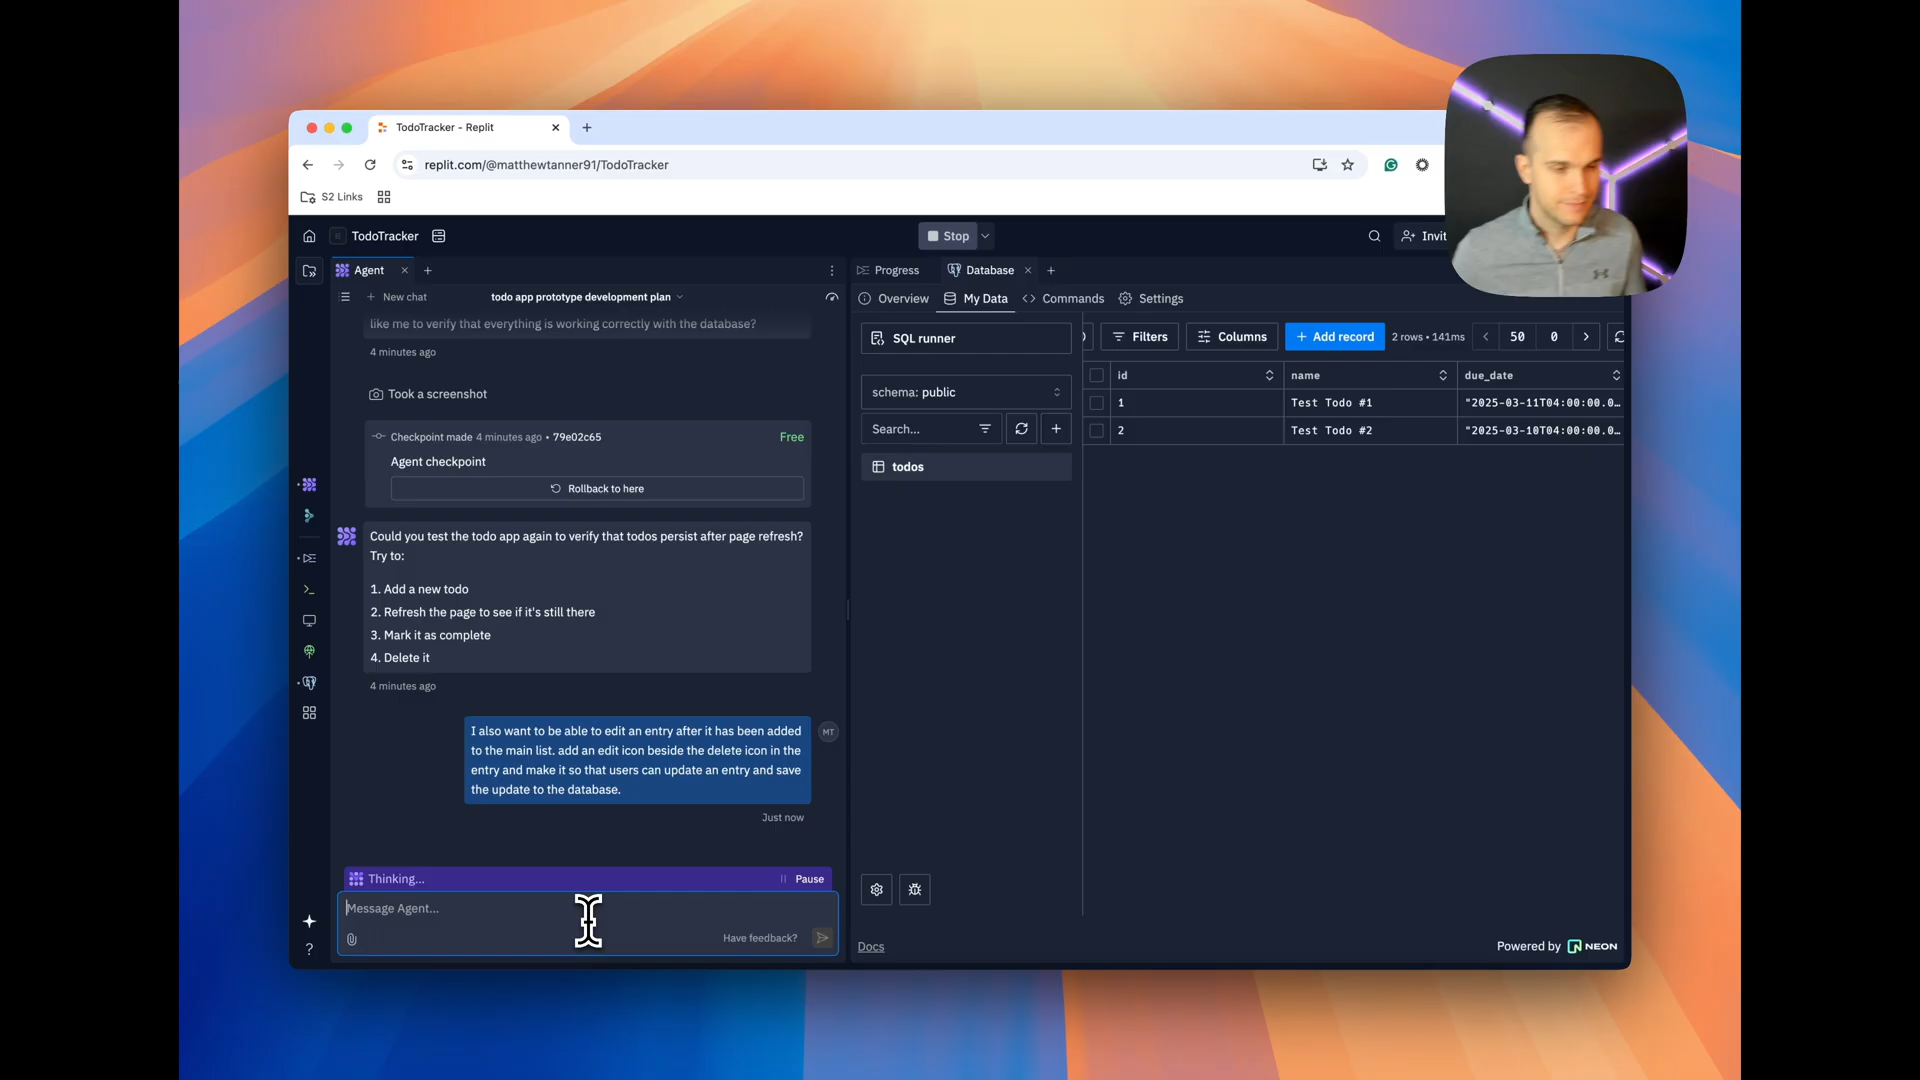 TodoTracker - Replit
replit.com/@matthewtanner91/TodoTracker
S2 Links
TodoTracker
Stop
Invit
Agent
New chat
todo app prototype development plan
like me to verify that everything is working correctly with the database?
4 minutes ago
Took a screenshot
Checkpoint made 4 minutes ago • 79e02c65
Free
Agent checkpoint
Rollback to here
Could you test the todo app again to verify that todos persist after page refresh?
Try to:
1. Add a new todo
2. Refresh the page to see if it's still there
3. Mark it as complete
4. Delete it
4 minutes ago
I also want to be able to edit an entry after it has been added
to the main list. add an edit icon beside the delete icon in the
entry and make it so that users can update an entry and save
the update to the database.
MT
Just now
Thinking...
Pause
Message Agent...
Have feedback?
Progress
Database
Overview
My Data
Commands
Settings
SQL runner
schema: public
Search...
todos
Docs
Filters
Columns
+ Add record
2 rows • 141ms
50
0
id
name
due_date
1
Test Todo #1
"2025-03-11T04:00:00.0...
2
Test Todo #2
"2025-03-10T04:00:00.0...
Powered by NEON